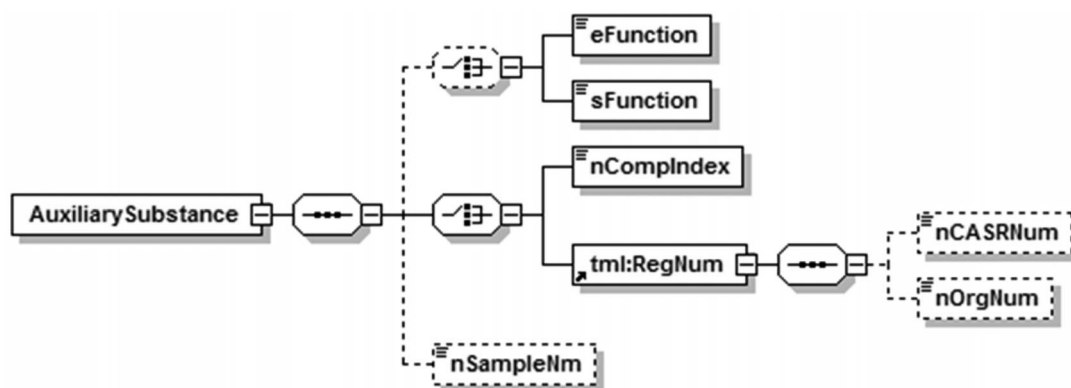 eFunction
sFunction
nCompIndex
AuxiliarySubstance
tml:RegNum
nCASRNum
nOrgNum
nSampleNm